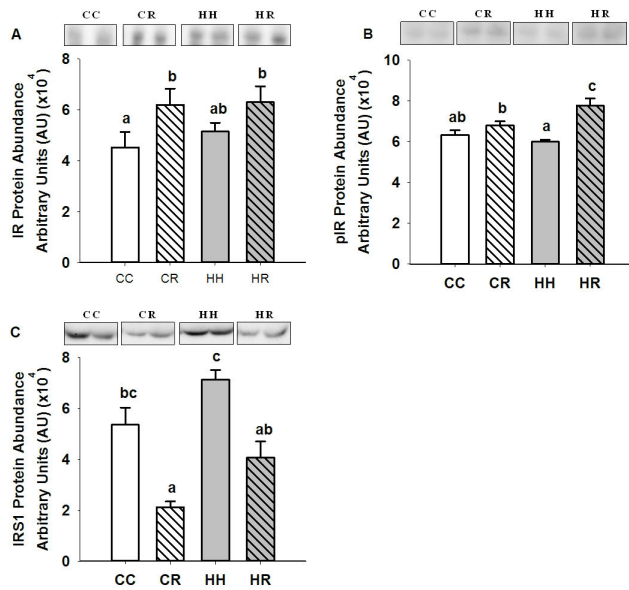 A
CC CR HH HR
IR Protein Abundance
Arbitrary Units (AU) (x10⁴)
8
6
4
2
0
a
b
ab
b
CC CR HH HR
B
CC CR HH HR
pIR Protein Abundance
Arbitrary Units (AU) (x10⁴)
10
8
6
4
2
0
ab
b
a
c
CC CR HH HR
C
CC CR HH HR
IRS1 Protein Abundance
Arbitrary Units (AU) (x10⁴)
8
6
4
2
0
bc
a
c
ab
CC CR HH HR